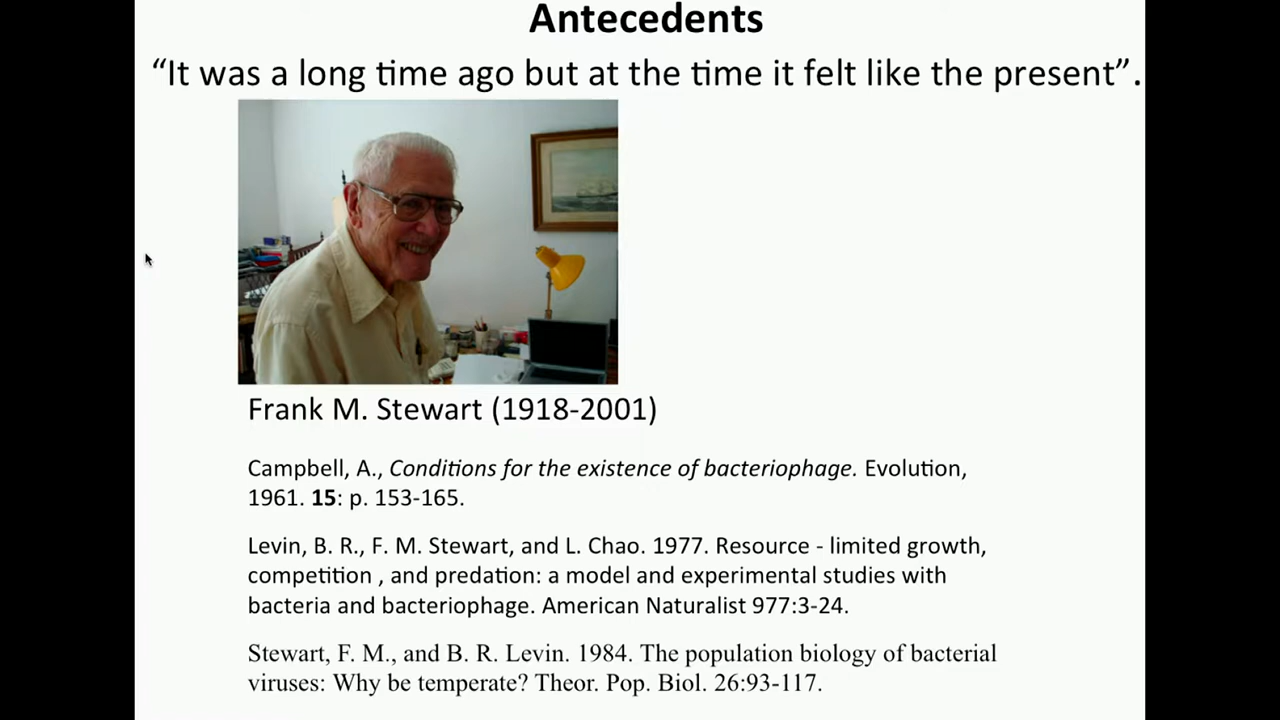 Antecedents
“It was a long time ago but at the time it felt like the present”.
Frank M. Stewart (1918-2001)
Campbell, A., Conditions for the existence of bacteriophage. Evolution,
1961. 15: p. 153-165.
Levin, B. R., F. M. Stewart, and L. Chao. 1977. Resource - limited growth,
competition , and predation: a model and experimental studies with
bacteria and bacteriophage. American Naturalist 977:3-24.
Stewart, F. M., and B. R. Levin. 1984. The population biology of bacterial
viruses: Why be temperate? Theor. Pop. Biol. 26:93-117.